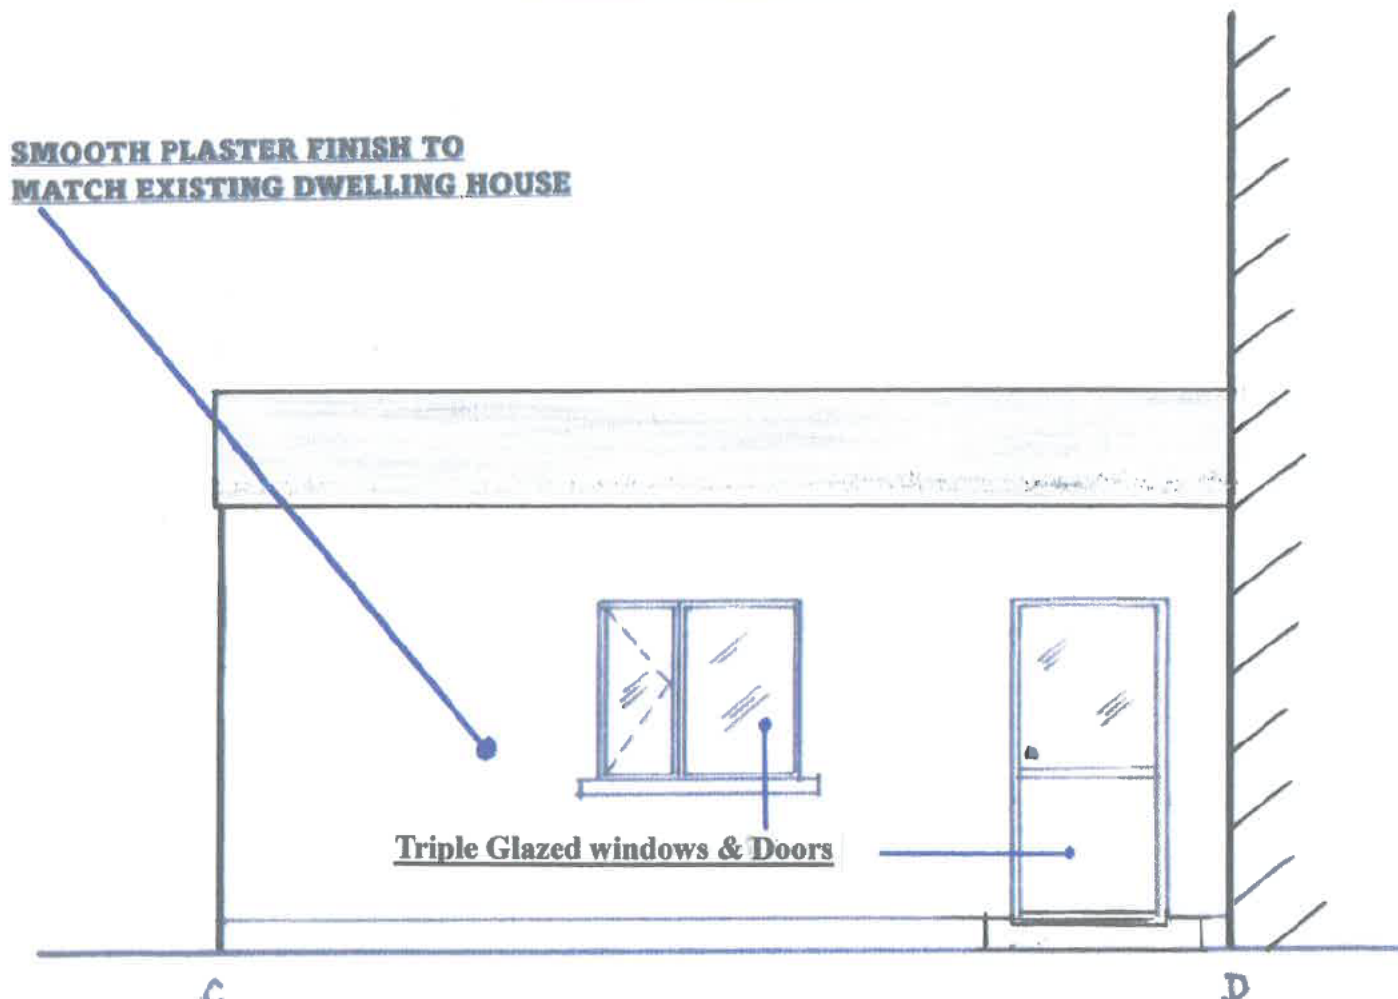 SMOOTH PLASTER FINISH TO
MATCH EXISTING DWELLING HOUSE
Triple Glazed windows & Doors
C D